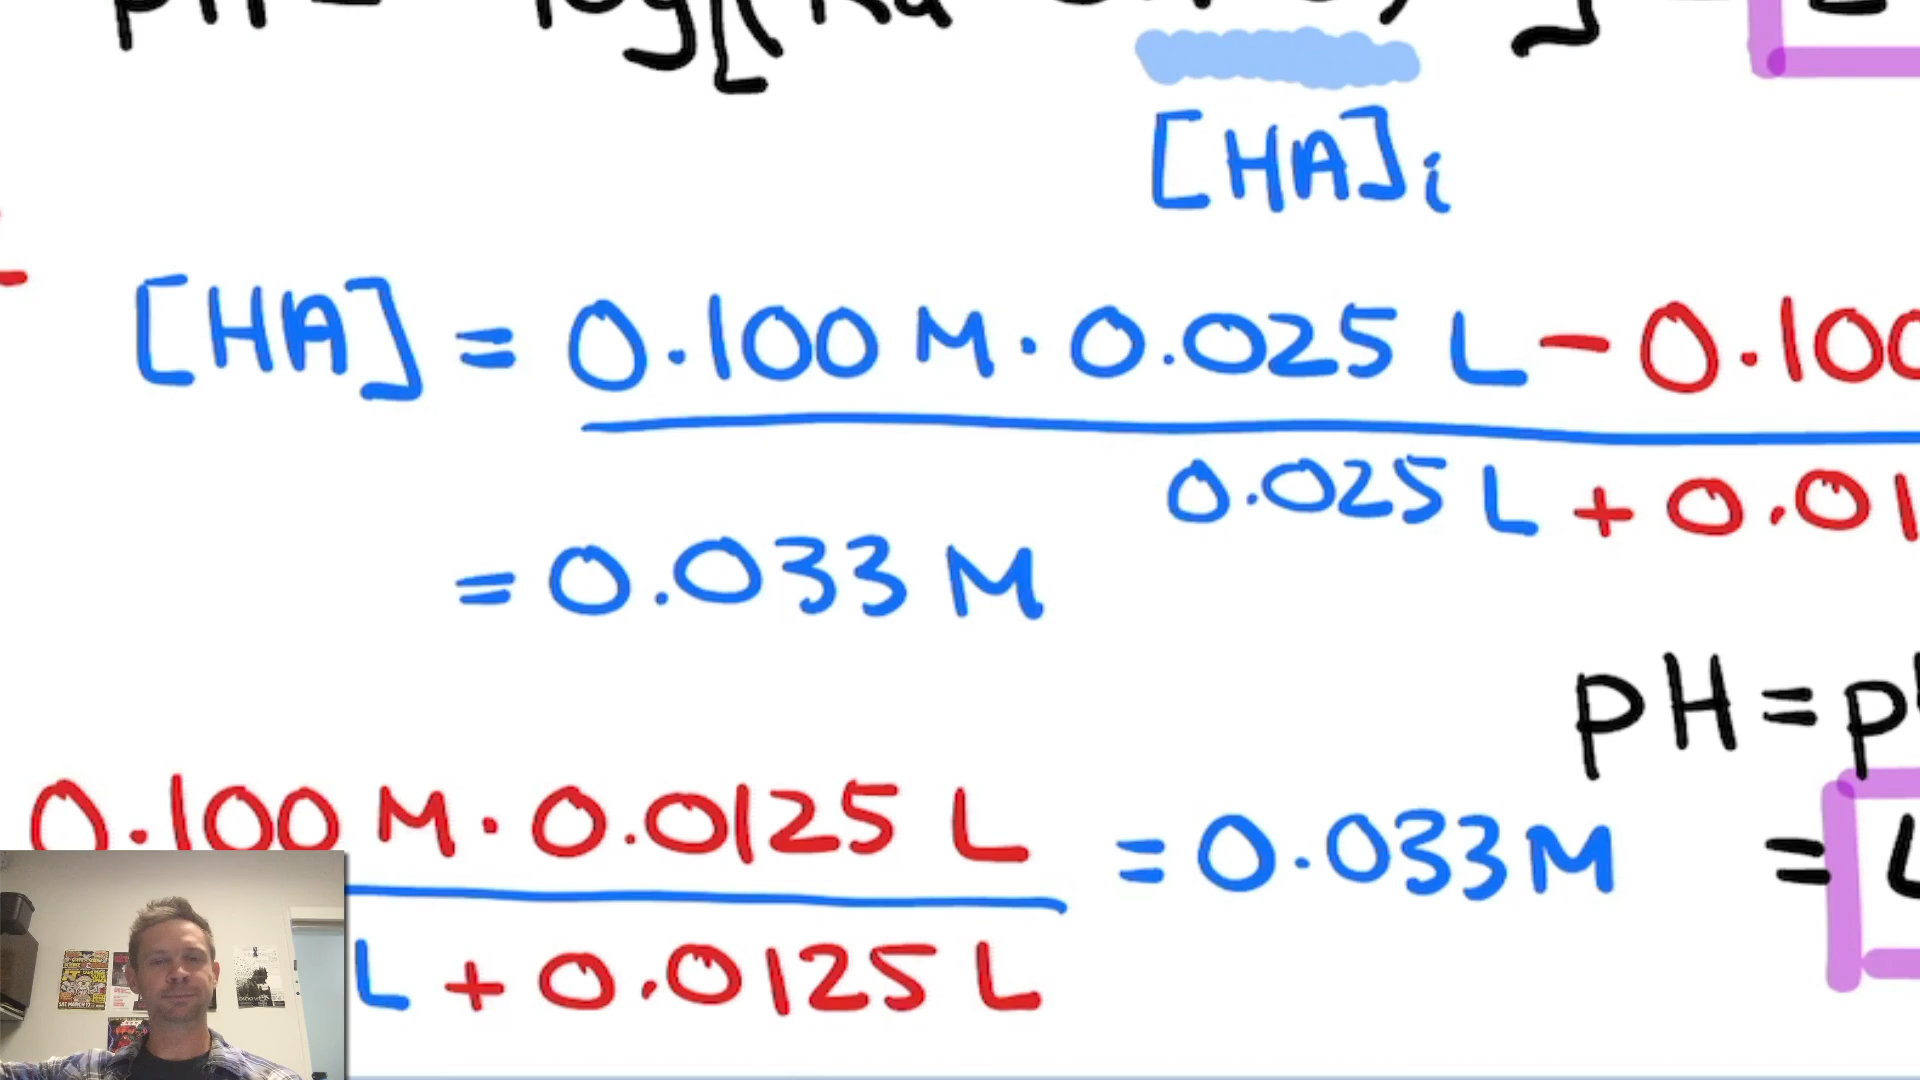 [HA]i
[HA] = 0.100 M · 0.025 L - 0.100
0.025 L + 0.01
= 0.033 M
pH = p
0.100 M · 0.0125 L = 0.033 M =
L + 0.0125 L